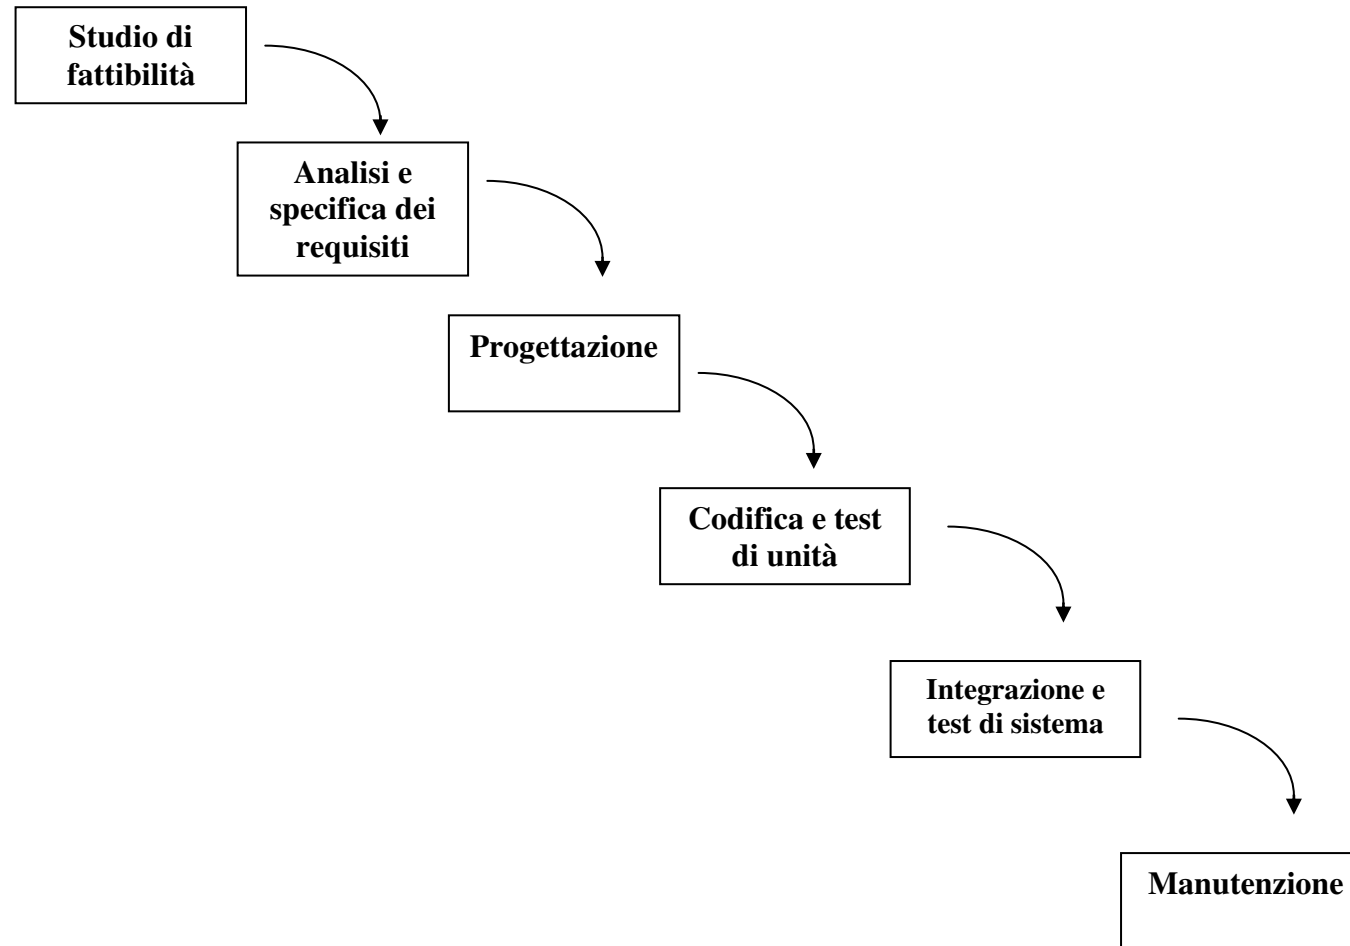 Studio di
fattibilità
Analisi e
specifica dei
requisiti
Progettazione
Codifica e test
di unità
Integrazione e
test di sistema
Manutenzione